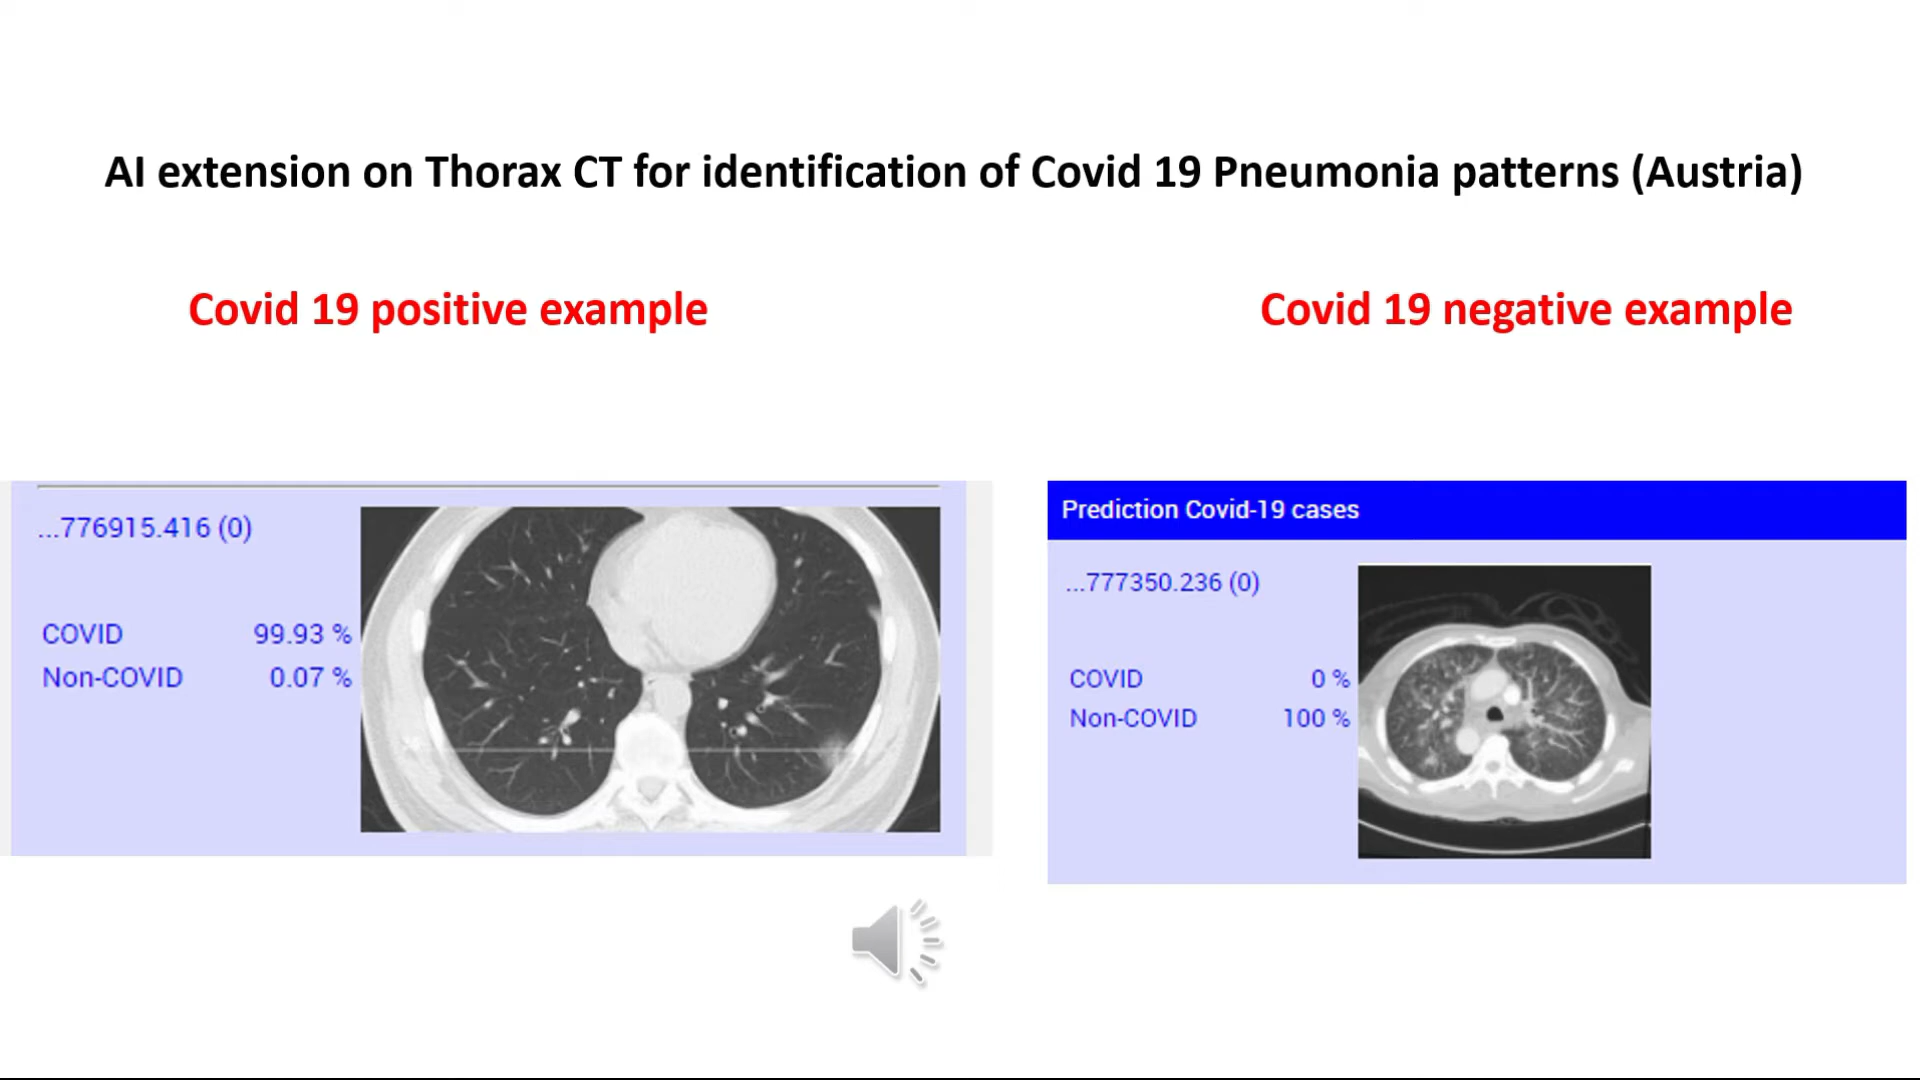 AI extension on Thorax CT for identification of Covid 19 Pneumonia patterns (Austria)
Covid 19 positive example
Covid 19 negative example
...776915.416 (0)
COVID 99.93 %
Non-COVID 0.07 %
Prediction Covid-19 cases
...777350.236 (0)
COVID 0 %
Non-COVID 100 %